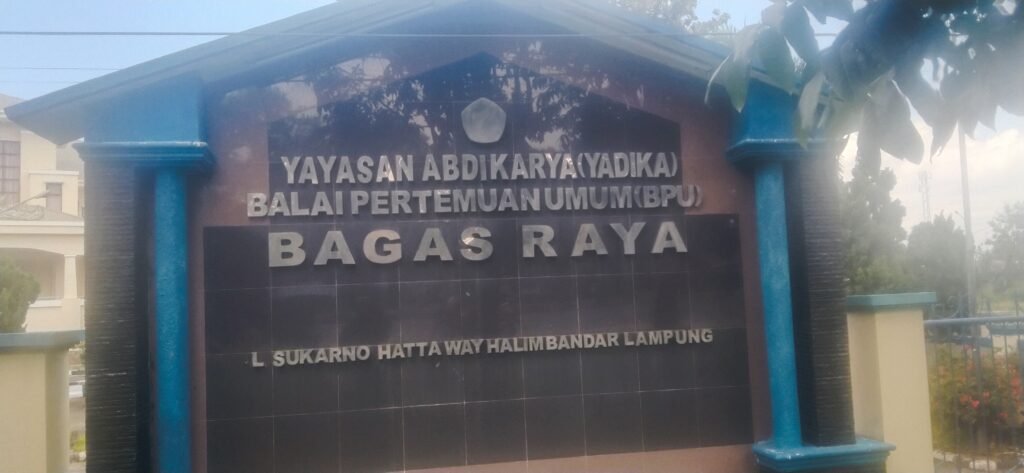 YAYASAN ABDIKARYA(YADIKA)
BALAI PERTEMUAN UMUM(BPU)
BAGAS RAYA
L SUKARNO HATTA WAY HALIM BANDAR LAMPUNG